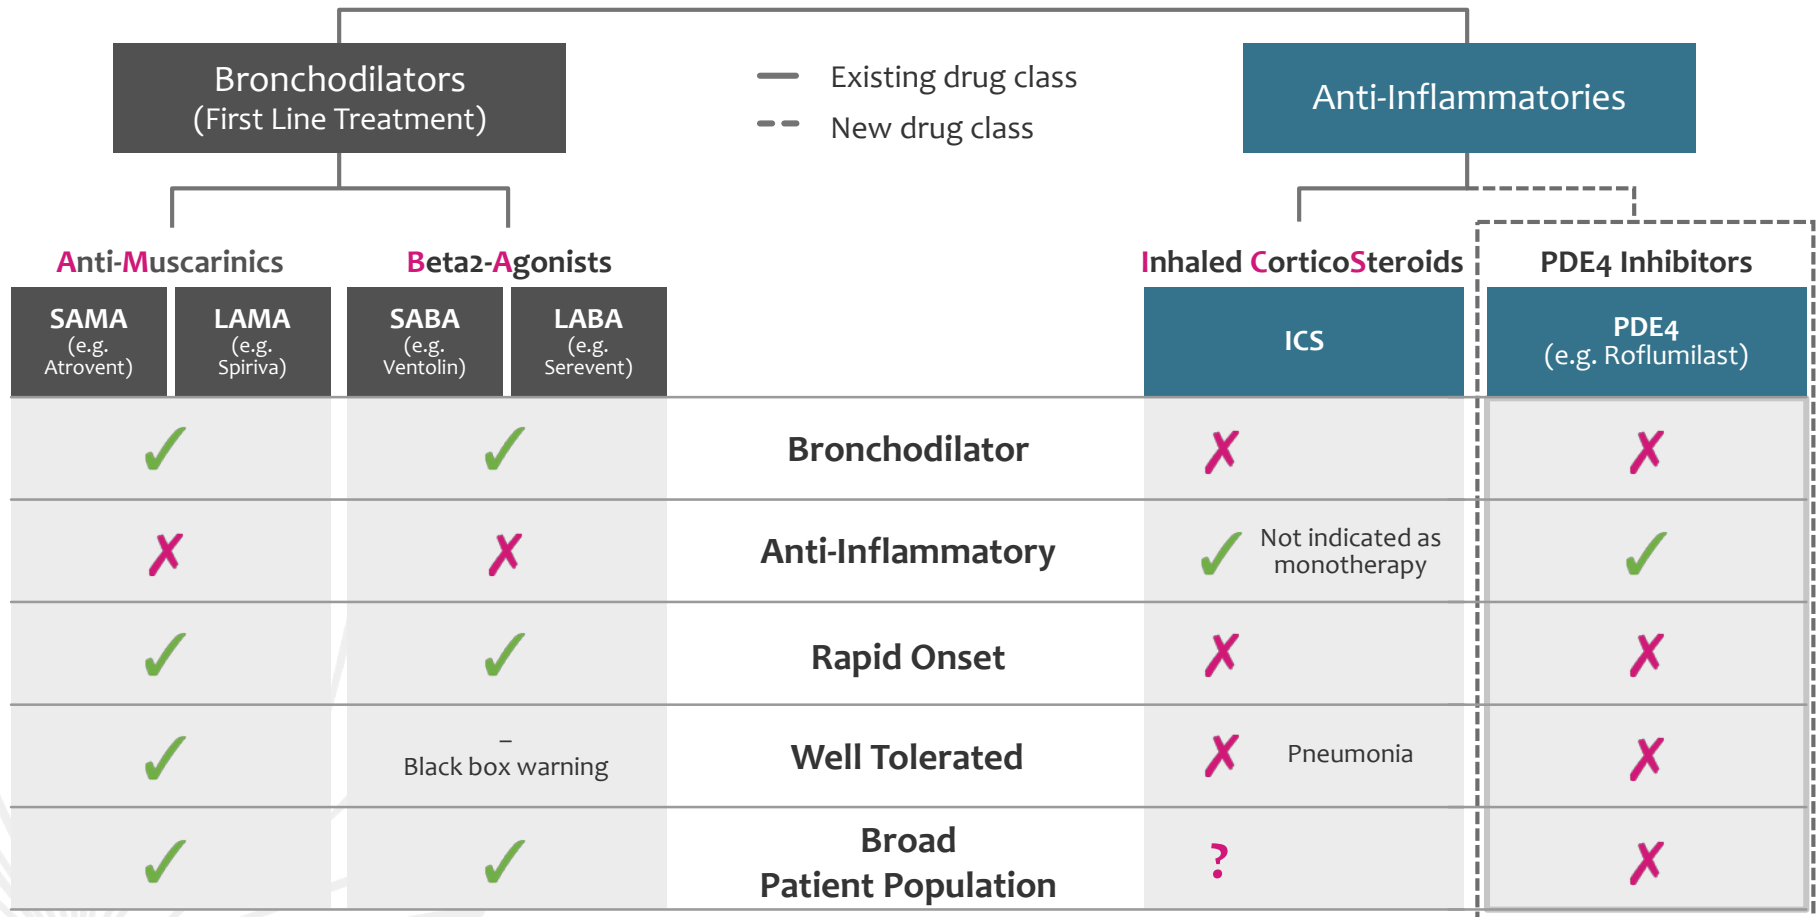 Bronchodilators
(First Line Treatment)
Existing drug class
New drug class
Anti-Inflammatories
Anti-Muscarinics
Beta2-Agonists
Inhaled CorticoSteroids
PDE4 Inhibitors
SAMA
(e.g.
Atrovent)
LAMA
(e.g.
Spiriva)
SABA
(e.g.
Ventolin)
LABA
(e.g.
Serevent)
ICS
PDE4
(e.g. Roflumilast)
✓ ✓ Bronchodilator ✗ ✗
✗ ✗ Anti-Inflammatory ✓ Not indicated as
monotherapy ✓
✓ ✓ Rapid Onset ✗ ✗
✓ –
Black box warning Well Tolerated ✗ Pneumonia ✗
✓ ✓ Broad
Patient Population ? ✗